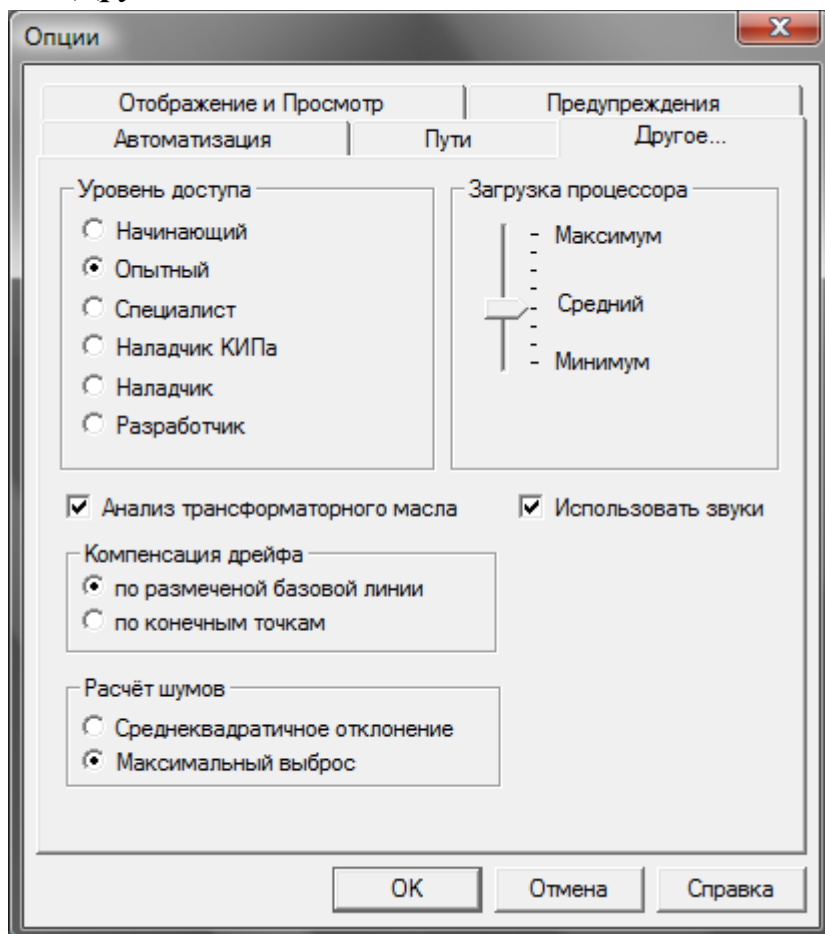 Опции
Отображение и Просмотр
Предупреждения
Автоматизация
Пути
Другое...
Уровень доступа
Начинающий
Опытный
Специалист
Наладчик КИПа
Наладчик
Разработчик
Загрузка процессора
Максимум
Средний
Минимум
Анализ трансформаторного масла
Использовать звуки
Компенсация дрейфа
по размеченой базовой линии
по конечным точкам
Расчёт шумов
Среднеквадратичное отклонение
Максимальный выброс
OK
Отмена
Справка